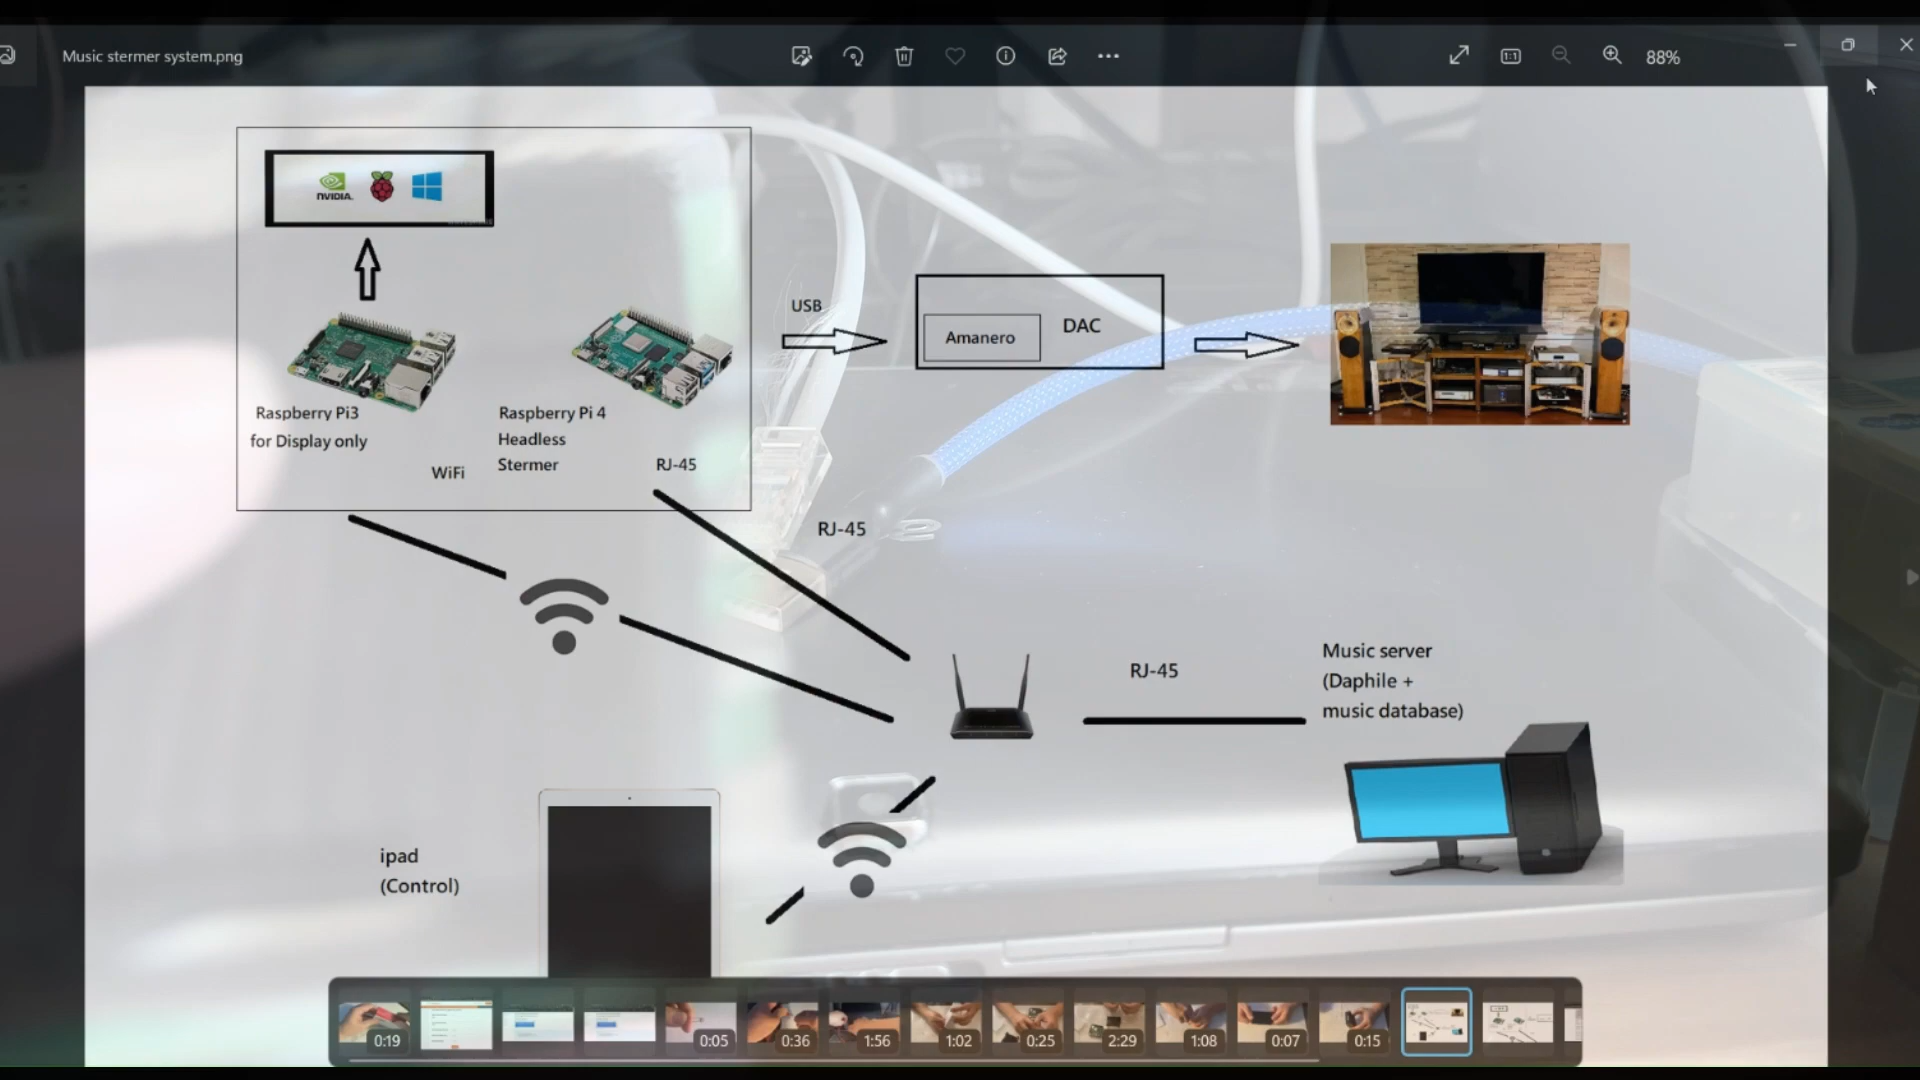 Music stermer system.png
88%
NVIDIA.
USB
Amanero
DAC
Raspberry Pi3
for Display only
WiFi
Raspberry Pi 4
Headless
Stermer
RJ-45
RJ-45
RJ-45
Music server
(Daphile +
music database)
ipad
(Control)
0:19
0:05
0:36
1:56
1:02
0:25
2:29
1:08
0:07
0:15